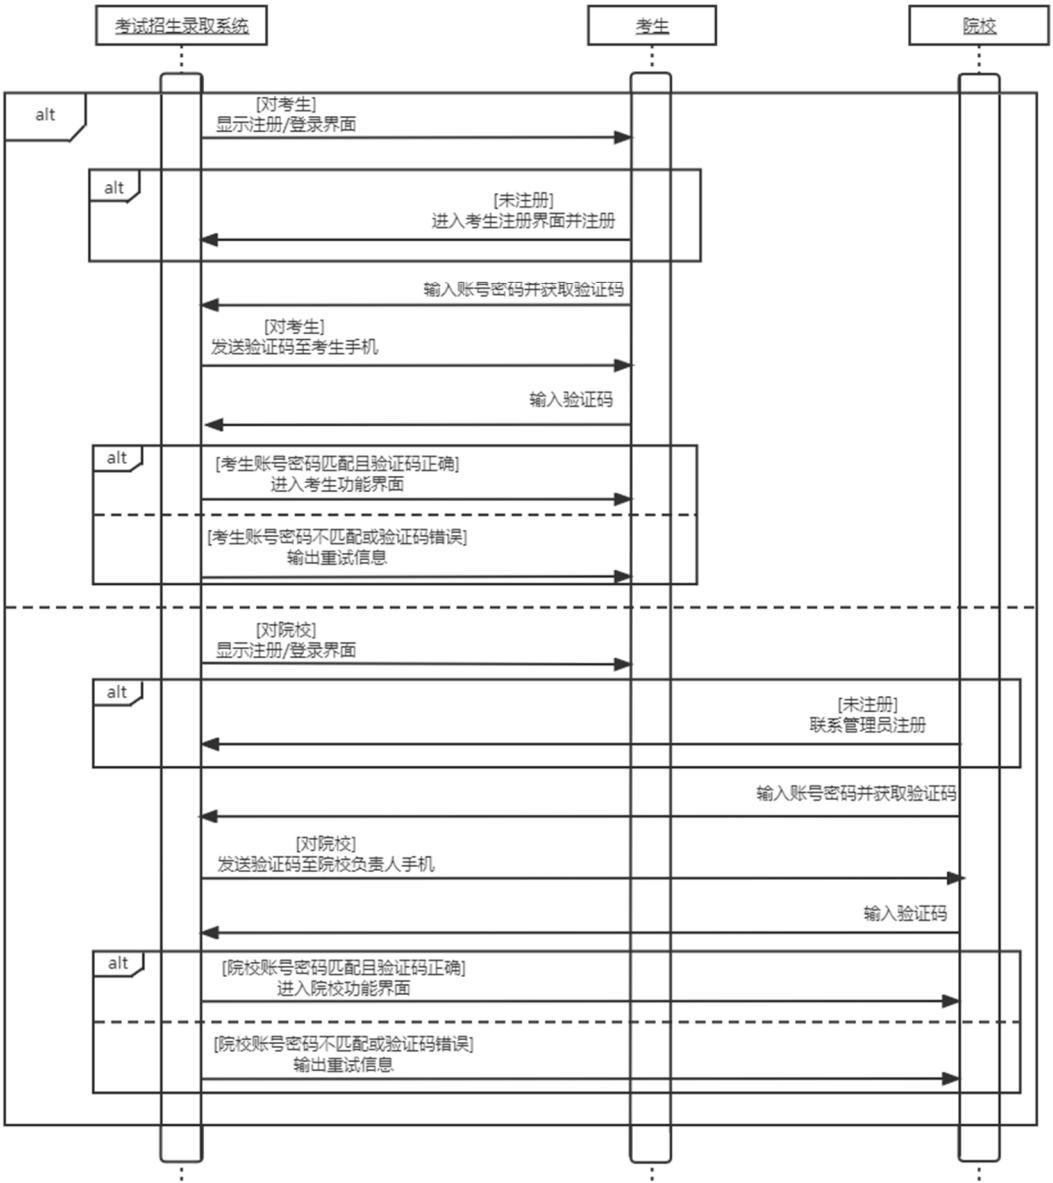 考试招生录取系统
考生
院校
alt
[对考生]
显示注册/登录界面
alt
[未注册]
进入考生注册界面并注册
输入账号密码并获取验证码
[对考生]
发送验证码至考生手机
输入验证码
alt
[考生账号密码匹配且验证码正确]
进入考生功能界面
[考生账号密码不匹配或验证码错误]
输出重试信息
[对院校]
显示注册/登录界面
alt
[未注册]
联系管理员注册
输入账号密码并获取验证码
[对院校]
发送验证码至院校负责人手机
输入验证码
alt
[院校账号密码匹配且验证码正确]
进入院校功能界面
[院校账号密码不匹配或验证码错误]
输出重试信息